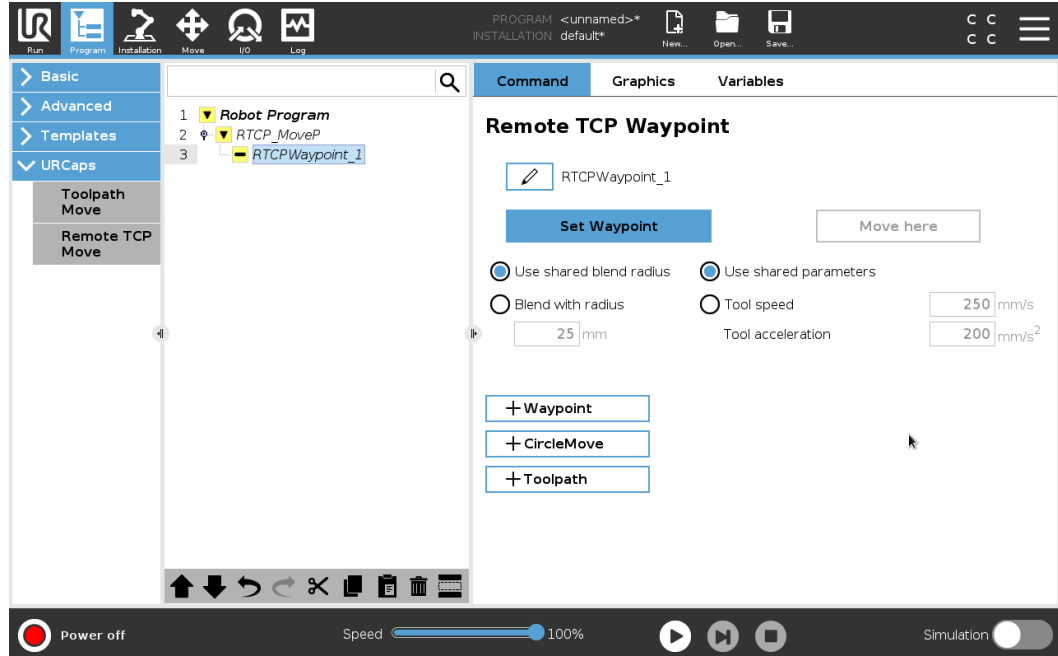 PROGRAM <unnamed>*
INSTALLATION default*
C C
C C
UR
Run
Program
Installation
Move
I/O
Log
New...
Open...
Save...
Basic
Advanced
Templates
URCaps
Toolpath
Move
Remote TCP
Move
1 Robot Program
2 RTCP_MoveP
3 RTCPWaypoint_1
Command Graphics Variables
Remote TCP Waypoint
RTCPWaypoint_1
Set Waypoint Move here
Use shared blend radius Use shared parameters
Blend with radius Tool speed 250 mm/s
25 mm Tool acceleration 200 mm/s2
+ Waypoint
+ CircleMove
+ Toolpath
Power off
Speed 100%
Simulation